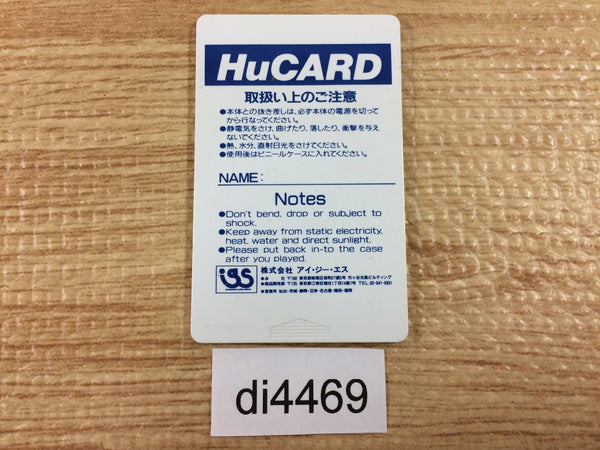 HuCARD
取扱い上のご注意
●本体との抜き差しは、必ず本体の電源を切って
から行なってください。
●静電気をさけ、曲げたり、落したり、衝撃を与え
ないでください。
●熱、水分、直射日光をさけてください。
●使用後はビニールケースに入れてください。
NAME:
Notes
●Don't bend, drop or subject to
shock.
●Keep away from static electricity,
heat, water and direct sunlight.
●Please put back in-to the case
after you played.
igs 株式会社 アイ・ジー・エス
di4469